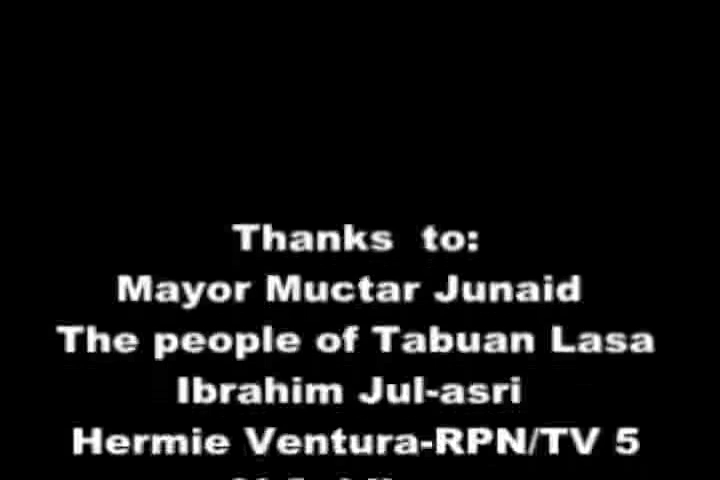 Thanks to:
Mayor Muctar Junaid
The people of Tabuan Lasa
Ibrahim Jul-asri
Hermie Ventura-RPN/TV 5